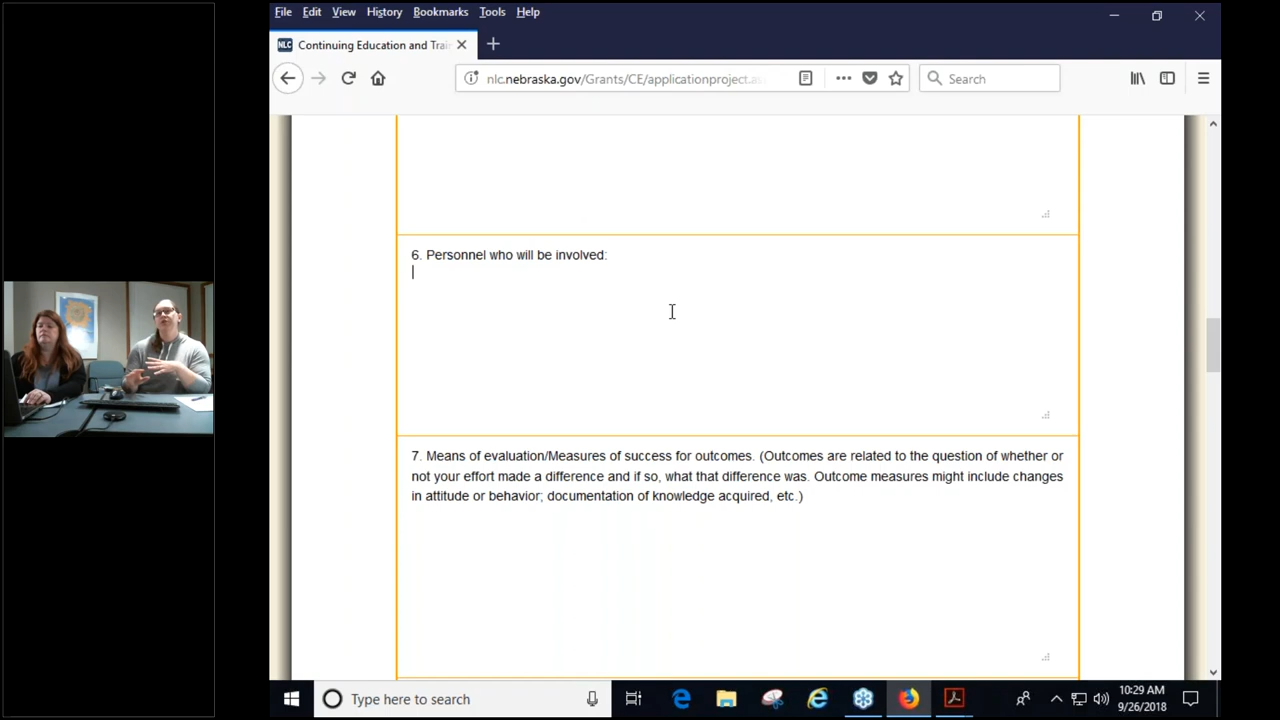 File Edit View History Bookmarks Tools Help
NLC Continuing Education and Trai
nlc.nebraska.gov/Grants/CE/applicationproject.as
Search
6. Personnel who will be involved:
7. Means of evaluation/Measures of success for outcomes. (Outcomes are related to the question of whether or
not your effort made a difference and if so, what that difference was. Outcome measures might include changes
in attitude or behavior; documentation of knowledge acquired, etc.)
Type here to search
10:29 AM
9/26/2018